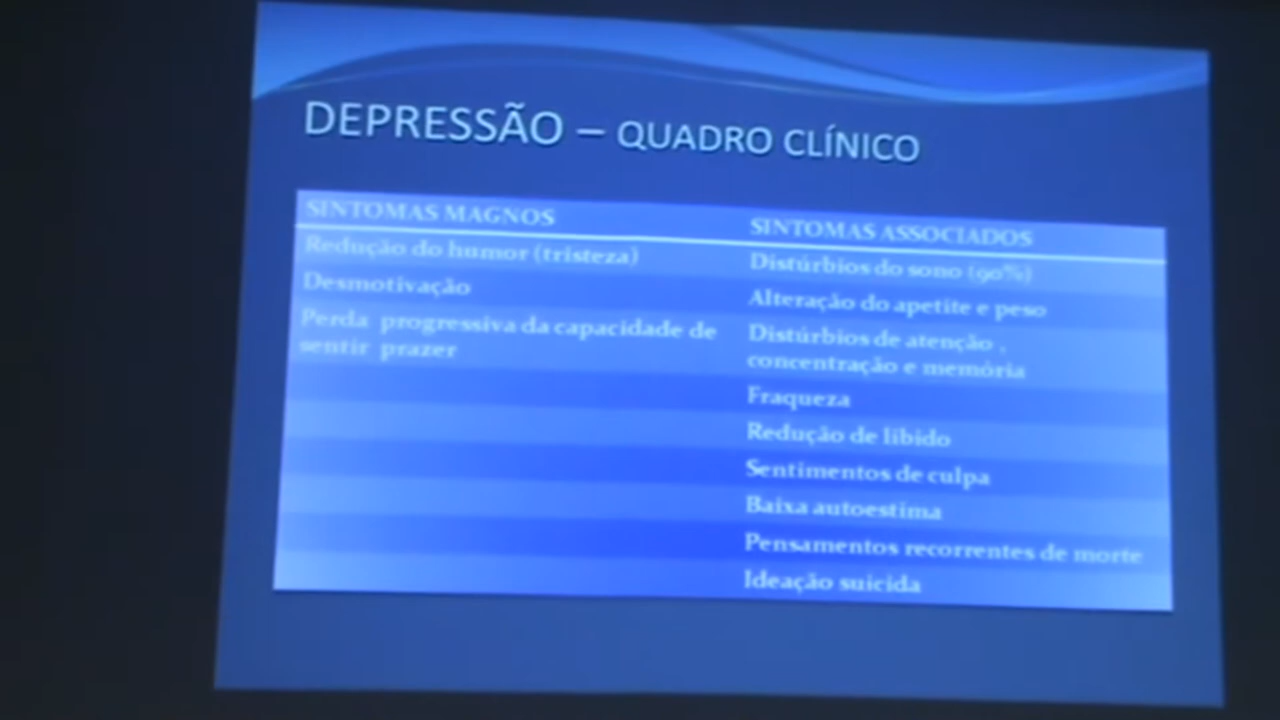 DEPRESSÃO – QUADRO CLÍNICO
SINTOMAS MAGNOS
Redução do humor (tristeza)
Desmotivação
Perda progressiva da capacidade de
sentir prazer
SINTOMAS ASSOCIADOS
Distúrbios do sono (90%)
Alteração do apetite e peso
Distúrbios de atenção ,
concentração e memória
Fraqueza
Redução de libido
Sentimentos de culpa
Baixa autoestima
Pensamentos recorrentes de morte
Ideação suicida